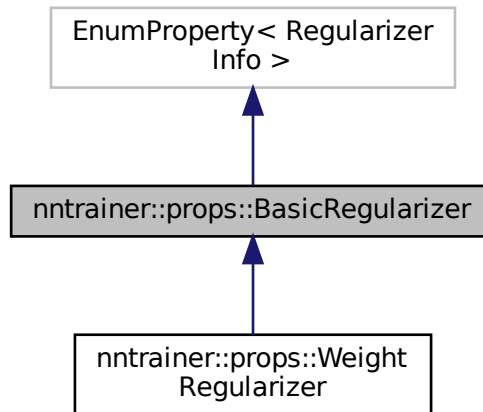 EnumProperty< Regularizer
Info >
nntrainer::props::BasicRegularizer
nntrainer::props::Weight
Regularizer